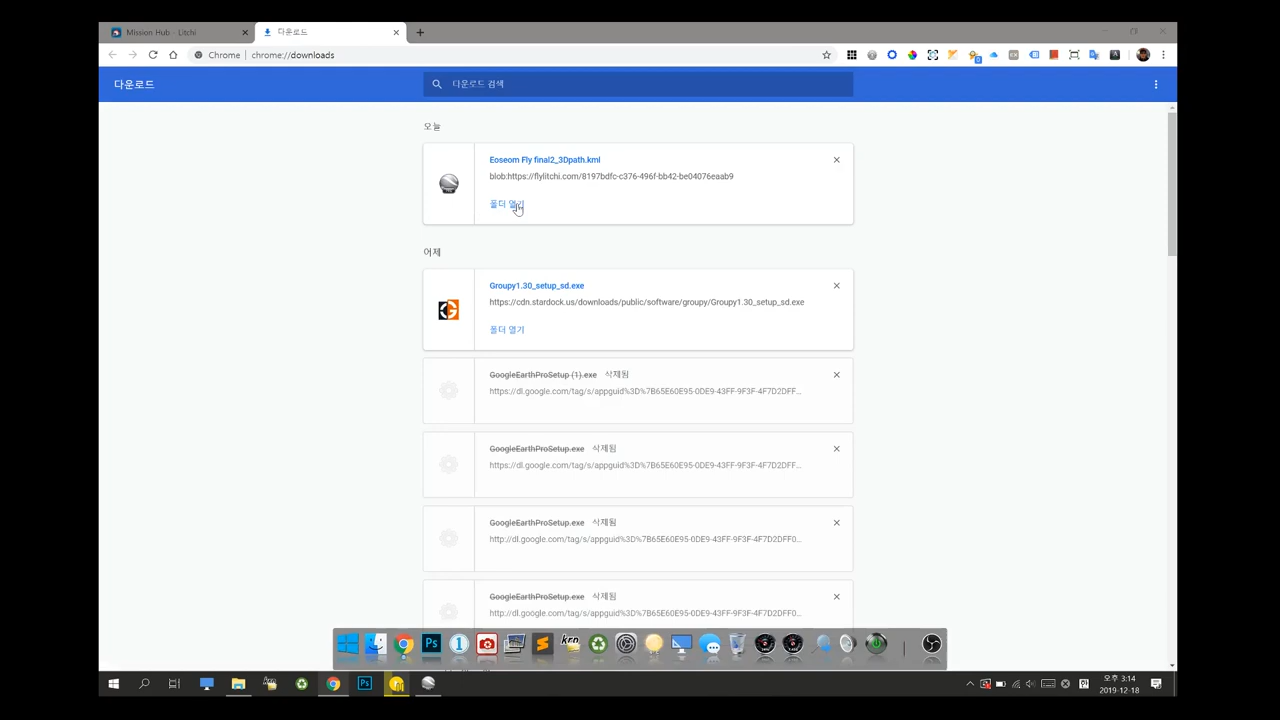 Mission Hub - Litchi
다운로드
Chrome
chrome://downloads
다운로드
다운로드 검색
오늘
Eoseom Fly final2_3Dpath.kml
blob:https://flylitchi.com/8197bdfc-c376-496f-bb42-be04076eaab9
폴더 열기
어제
Groupy1.30_setup_sd.exe
https://cdn.stardock.us/downloads/public/software/groupy/Groupy1.30_setup_sd.exe
폴더 열기
GoogleEarthProSetup (1).exe 삭제됨
https://dl.google.com/tag/s/appguid%3D%7B65E60E95-0DE9-43FF-9F3F-4F7D2DFF...
GoogleEarthProSetup.exe 삭제됨
https://dl.google.com/tag/s/appguid%3D%7B65E60E95-0DE9-43FF-9F3F-4F7D2DFF...
GoogleEarthProSetup.exe 삭제됨
http://dl.google.com/tag/s/appguid%3D%7B65E60E95-0DE9-43FF-9F3F-4F7D2DFF0...
GoogleEarthProSetup.exe 삭제됨
http://dl.google.com/tag/s/appguid%3D%7B65E60E95-0DE9-43FF-9F3F-4F7D2DFF0...
Ps
Ps
오후 3:14
2019-12-18